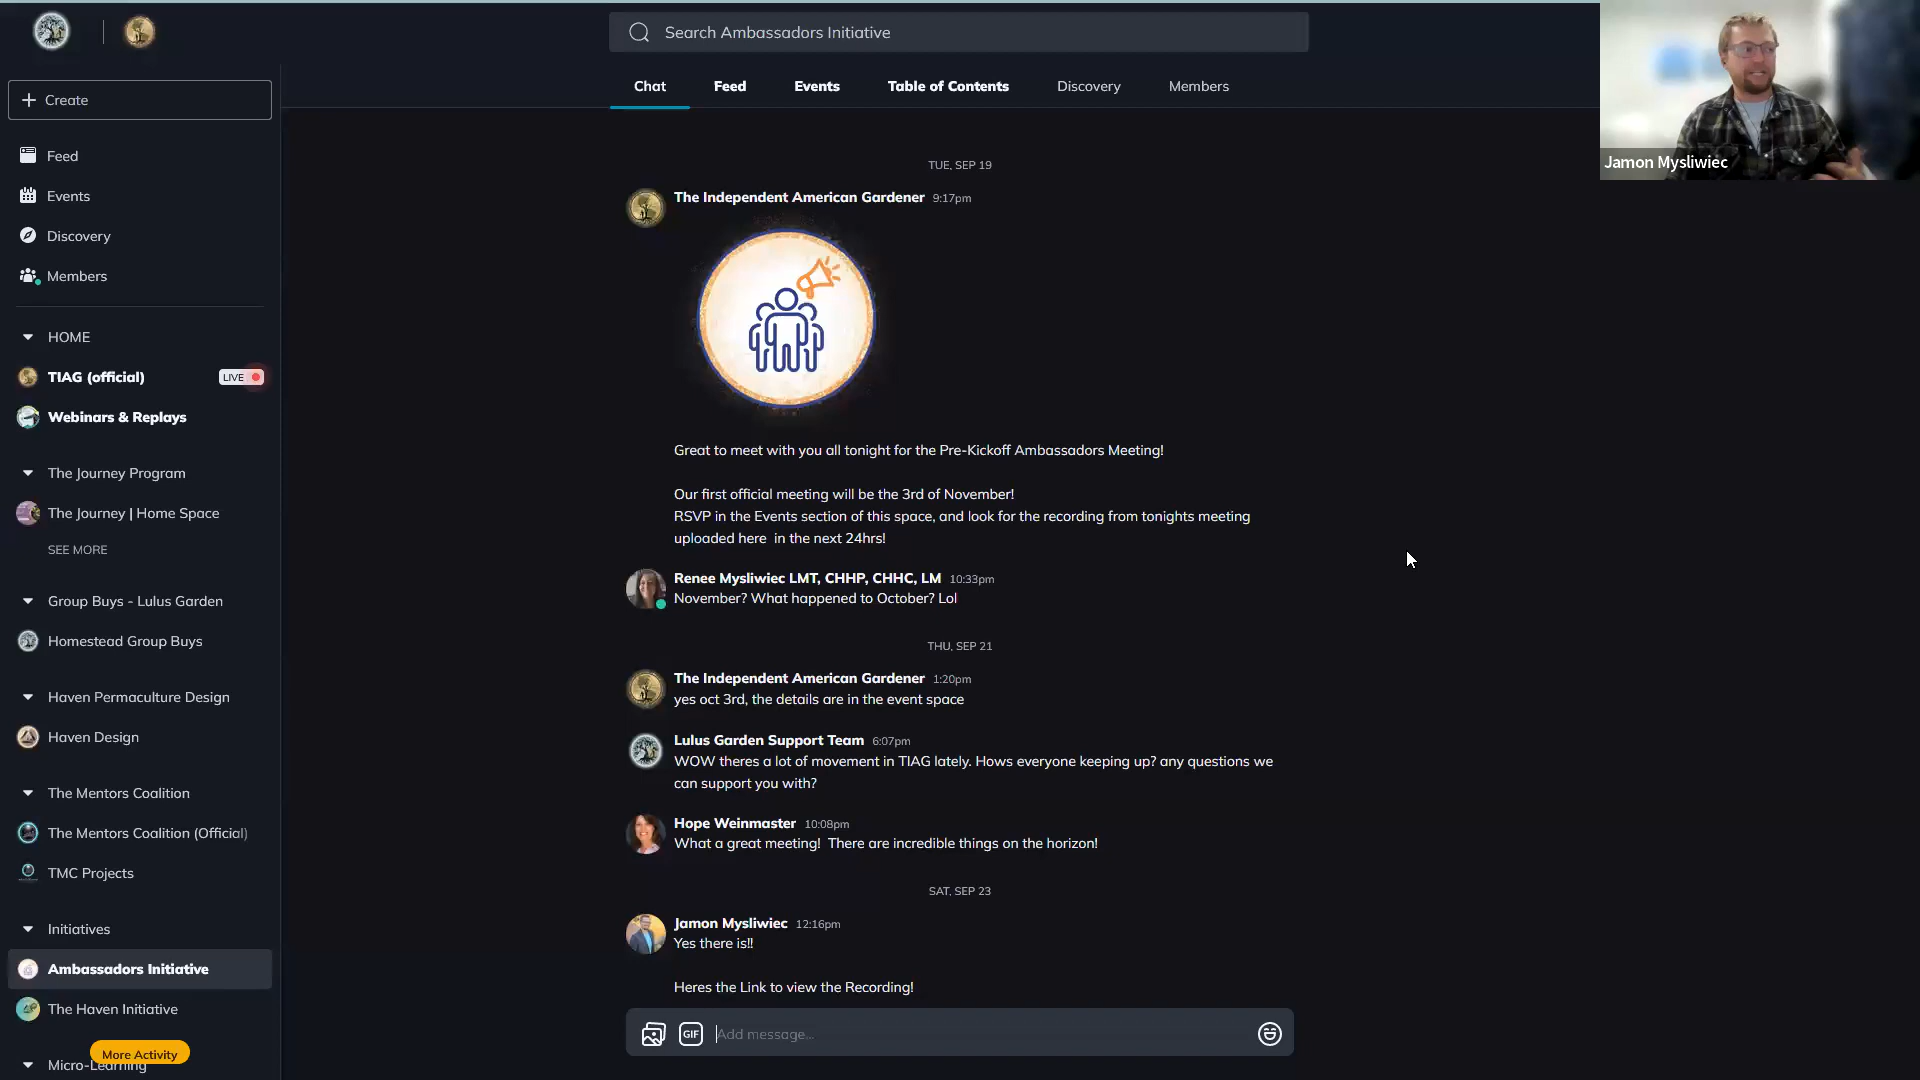 Search Ambassadors Initiative
Create
Chat
Feed
Events
Table of Contents
Discovery
Members
Jamon Mysliwiec
Feed
Events
Discovery
Members
HOME
TIAG (official)
LIVE
Webinars & Replays
The Journey Program
The Journey | Home Space
SEE MORE
Group Buys - Lulus Garden
Homestead Group Buys
Haven Permaculture Design
Haven Design
The Mentors Coalition
The Mentors Coalition (Official)
TMC Projects
Initiatives
Ambassadors Initiative
The Haven Initiative
More Activity
Micro-Learning
TUE, SEP 19
The Independent American Gardener 9:17pm
Great to meet with you all tonight for the Pre-Kickoff Ambassadors Meeting!
Our first official meeting will be the 3rd of November!
RSVP in the Events section of this space, and look for the recording from tonights meeting
uploaded here in the next 24hrs!
Renee Mysliwiec LMT, CHHP, CHHC, LM 10:33pm
November? What happened to October? Lol
THU, SEP 21
The Independent American Gardener 1:20pm
yes oct 3rd, the details are in the event space
Lulus Garden Support Team 6:07pm
WOW theres a lot of movement in TIAG lately. Hows everyone keeping up? any questions we
can support you with?
Hope Weinmaster 10:08pm
What a great meeting! There are incredible things on the horizon!
SAT, SEP 23
Jamon Mysliwiec 12:16pm
Yes there is!!
Heres the Link to view the Recording!
GIF
Add message...